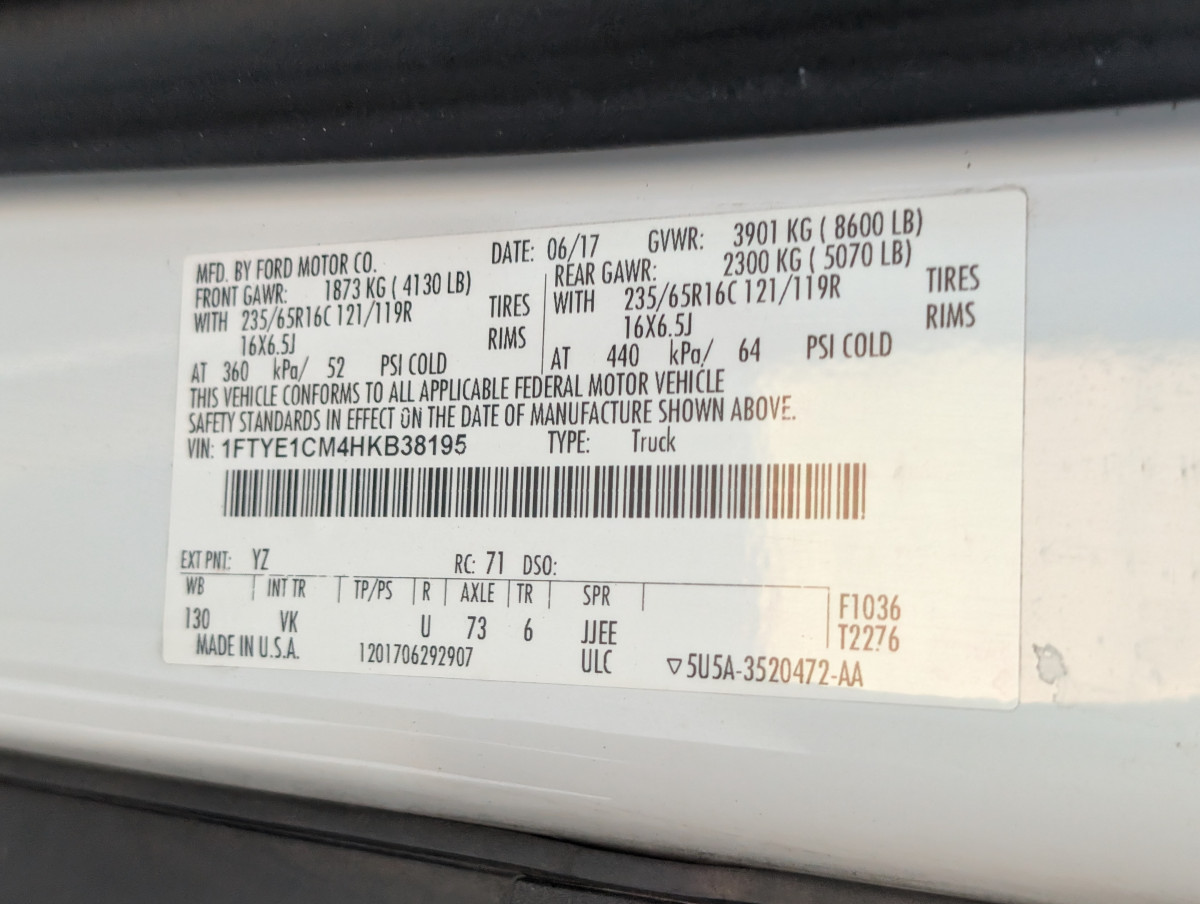 MFD. BY FORD MOTOR CO. DATE: 06/17 GVWR: 3901 KG ( 8600 LB)
FRONT GAWR: 1873 KG ( 4130 LB) REAR GAWR: 2300 KG ( 5070 LB)
WITH 235/65R16C 121/119R TIRES WITH 235/65R16C 121/119R TIRES
16X6.5J RIMS 16X6.5J RIMS
AT 360 kPa/ 52 PSI COLD AT 440 kPa/ 64 PSI COLD
THIS VEHICLE CONFORMS TO ALL APPLICABLE FEDERAL MOTOR VEHICLE
SAFETY STANDARDS IN EFFECT ON THE DATE OF MANUFACTURE SHOWN ABOVE.
VIN: 1FTYE1CM4HKB38195 TYPE: Truck
EXT PNT: YZ RC: 71 DSO:
WB INT TR TP/PS R AXLE TR SPR F1036
130 VK U 73 6 JJEE T2276
MADE IN U.S.A. 1201706292907 ULC ▽5U5A-3520472-AA